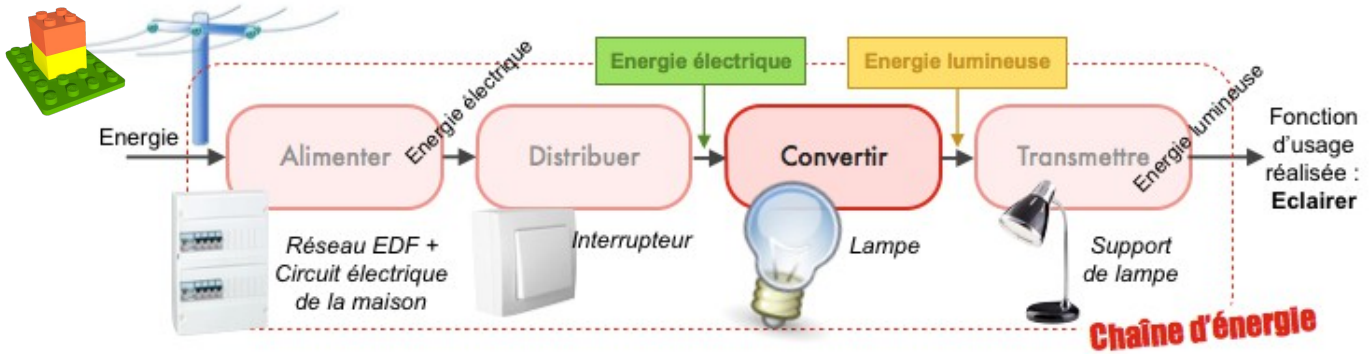 Energie électrique
Energie lumineuse
Energie
Alimenter
Energie électrique
Distribuer
Convertir
Transmettre
Energie lumineuse
Fonction
d'usage
réalisée :
Eclairer
Réseau EDF +
Circuit électrique
de la maison
Interrupteur
Lampe
Support
de lampe
Chaîne d'énergie